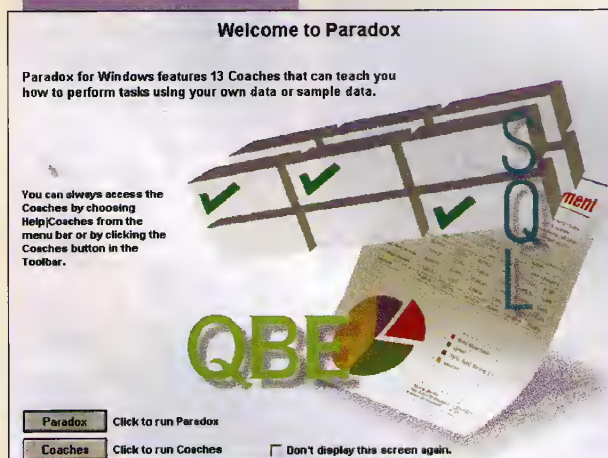 Welcome to Paradox
Paradox for Windows features 13 Coaches that can teach you
how to perform tasks using your own data or sample data.
You can always access the
Coaches by choosing
Help|Coaches from the
menu bar or by clicking the
Coaches button in the
Toolbar.
SQL
ment
QBE
Paradox Click to run Paradox
Coaches Click to run Coaches
Don't display this screen again.